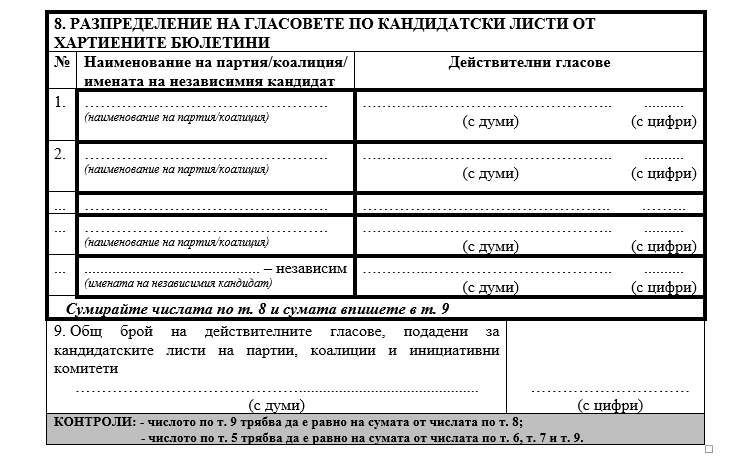 8. РАЗПРЕДЕЛЕНИЕ НА ГЛАСОВЕТЕ ПО КАНДИДАТСКИ ЛИСТИ ОТ
ХАРТИЕНИТЕ БЮЛЕТИНИ
№ Наименование на партия/коалиция/ Действителни гласове
имената на независимия кандидат
1. ………………………………………… ………………………………………… ..........
(наименование на партия/коалиция) (с думи) (с цифри)
2. ………………………………………… ………………………………………… ..........
(наименование на партия/коалиция) (с думи) (с цифри)
... ………………………………………… ………………………………………… ..........
... ………………………………………… ………………………………………… ..........
(наименование на партия/коалиция) (с думи) (с цифри)
... ...................................... – независим ………………………………………… ..........
(имената на независимия кандидат) (с думи) (с цифри)
Сумирайте числата по т. 8 и сумата впишете в т. 9
9. Общ брой на действителните гласове, подадени за
кандидатските листи на партии, коалиции и инициативни
комитети
………………………………………………………… …………………………
(с думи) (с цифри)
КОНТРОЛИ: - числото по т. 9 трябва да е равно на сумата от числата по т. 8;
- числото по т. 5 трябва да е равно на сумата от числата по т. 6, т. 7 и т. 9.